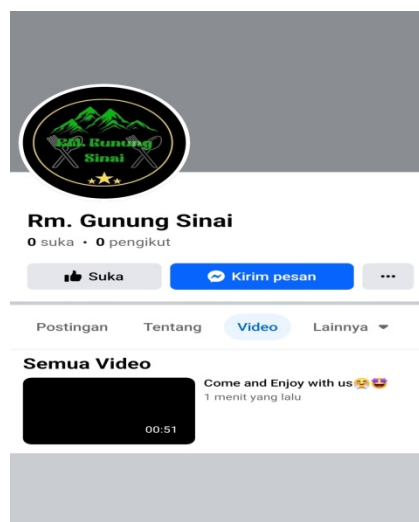 Rm. Runung
Sinai
Rm. Gunung Sinai
0 suka • 0 pengikut
Suka
Kirim pesan
Postingan
Tentang
Video
Lainnya
Semua Video
Come and Enjoy with us
1 menit yang lalu
00:51